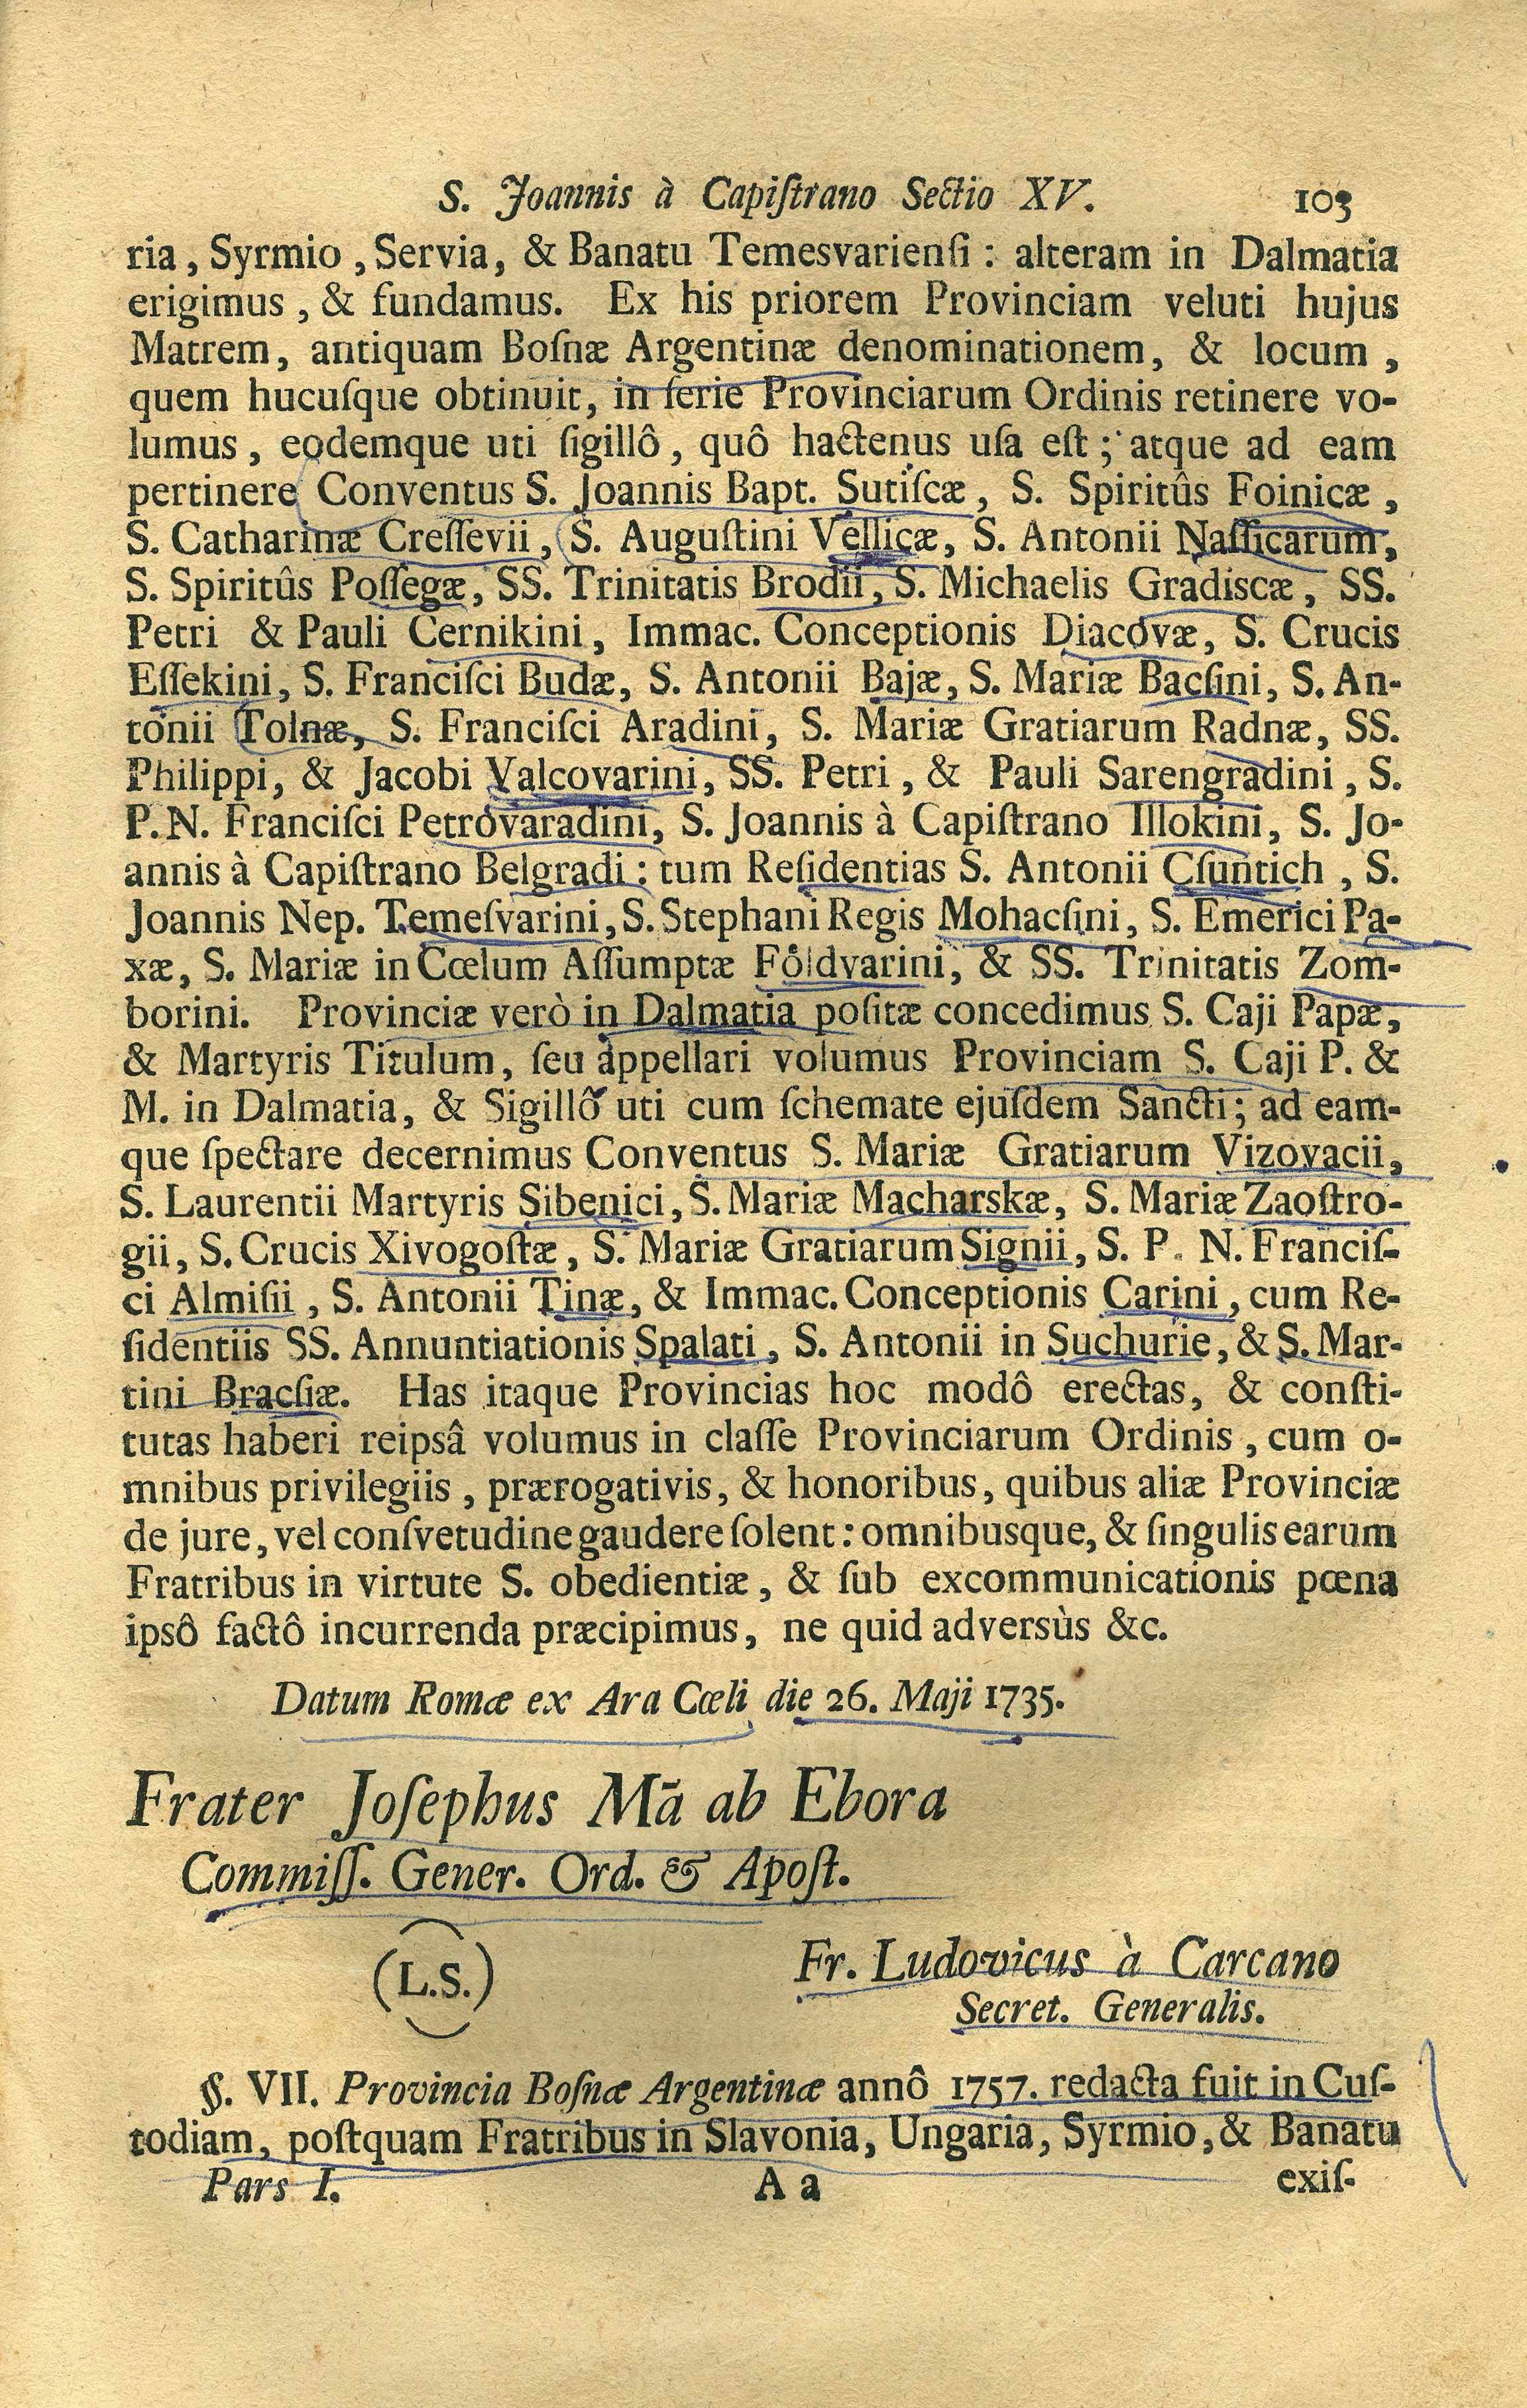 S. Joannis à Capiſtrano Sectio XV. 103
ria, Syrmio, Servia, & Banatu Temesvarienſi: alteram in Dalmatia
erigimus, & fundamus. Ex his priorem Provinciam veluti hujus
Matrem, antiquam Boſnæ Argentinæ denominationem, & locum,
quem hucuſque obtinuit, in ſerie Provinciarum Ordinis retinere vo-
lumus, eodemque uti ſigillô, quô hactenus uſa eſt; atque ad eam
pertinere Conventus S. Joannis Bapt. Sutiſcæ, S. Spiritûs Foinicæ,
S. Catharinæ Creſſevii, S. Auguſtini Vellicæ, S. Antonii Naſſicarum,
S. Spiritûs Poſſegæ, SS. Trinitatis Brodii, S. Michaelis Gradiscæ, SS.
Petri & Pauli Cernikini, Immac. Conceptionis Diacovæ, S. Crucis
Eſſekini, S. Franciſci Budæ, S. Antonii Bajæ, S. Mariæ Bacſini, S. An-
tonii Tolnæ, S. Franciſci Aradini, S. Mariæ Gratiarum Radnæ, SS.
Philippi, & Jacobi Valcovarini, SS. Petri, & Pauli Sarengradini, S.
P. N. Franciſci Petrovaradini, S. Joannis à Capiſtrano Illokini, S. Jo-
annis à Capiſtrano Belgradi: tum Reſidentias S. Antonii Cſuntich, S.
Joannis Nep. Temeſvarini, S. Stephani Regis Mohacſini, S. Emerici Pa-
xæ, S. Mariæ in Cœlum Aſſumptæ Földvarini, & SS. Trinitatis Zom-
borini. Provinciæ verò in Dalmatia poſitæ concedimus S. Caji Papæ,
& Martyris Titulum, ſeu appellari volumus Provinciam S. Caji P. &
M. in Dalmatia, & Sigillô uti cum ſchemate ejuſdem Sancti; ad eam-
que ſpectare decernimus Conventus S. Mariæ Gratiarum Vizovacii,
S. Laurentii Martyris Sibenici, S. Mariæ Macharskæ, S. Mariæ Zaoſtro-
gii, S. Crucis Xivogoſtæ, S. Mariæ Gratiarum Signii, S. P. N. Franciſ-
ci Almiſii, S. Antonii Tinæ, & Immac. Conceptionis Carini, cum Re-
ſidentiis SS. Annuntiationis Spalati, S. Antonii in Suchurie, & S. Mar-
tini Bracſiæ. Has itaque Provincias hoc modô erectas, & conſti-
tutas haberi reipsâ volumus in claſſe Provinciarum Ordinis, cum o-
mnibus privilegiis, prærogativis, & honoribus, quibus aliæ Provinciæ
de jure, vel conſvetudine gaudere ſolent: omnibusque, & ſingulis earum
Fratribus in virtute S. obedientiæ, & ſub excommunicationis pœna
ipsô factô incurrenda præcipimus, ne quid adversùs &c.
Datum Romæ ex Ara Cœli die 26. Maji 1735.
Frater Joſephus Mā ab Ebora
Commiſſ. Gener. Ord. & Apoſt.
(L.S.)
Fr. Ludovicus à Carcano
Secret. Generalis.
§. VII. Provincia Boſnæ Argentinæ annô 1757. redacta fuit in Cuſ-
todiam, poſtquam Fratribus in Slavonia, Ungaria, Syrmio, & Banatu
Pars I. A a exiſ-